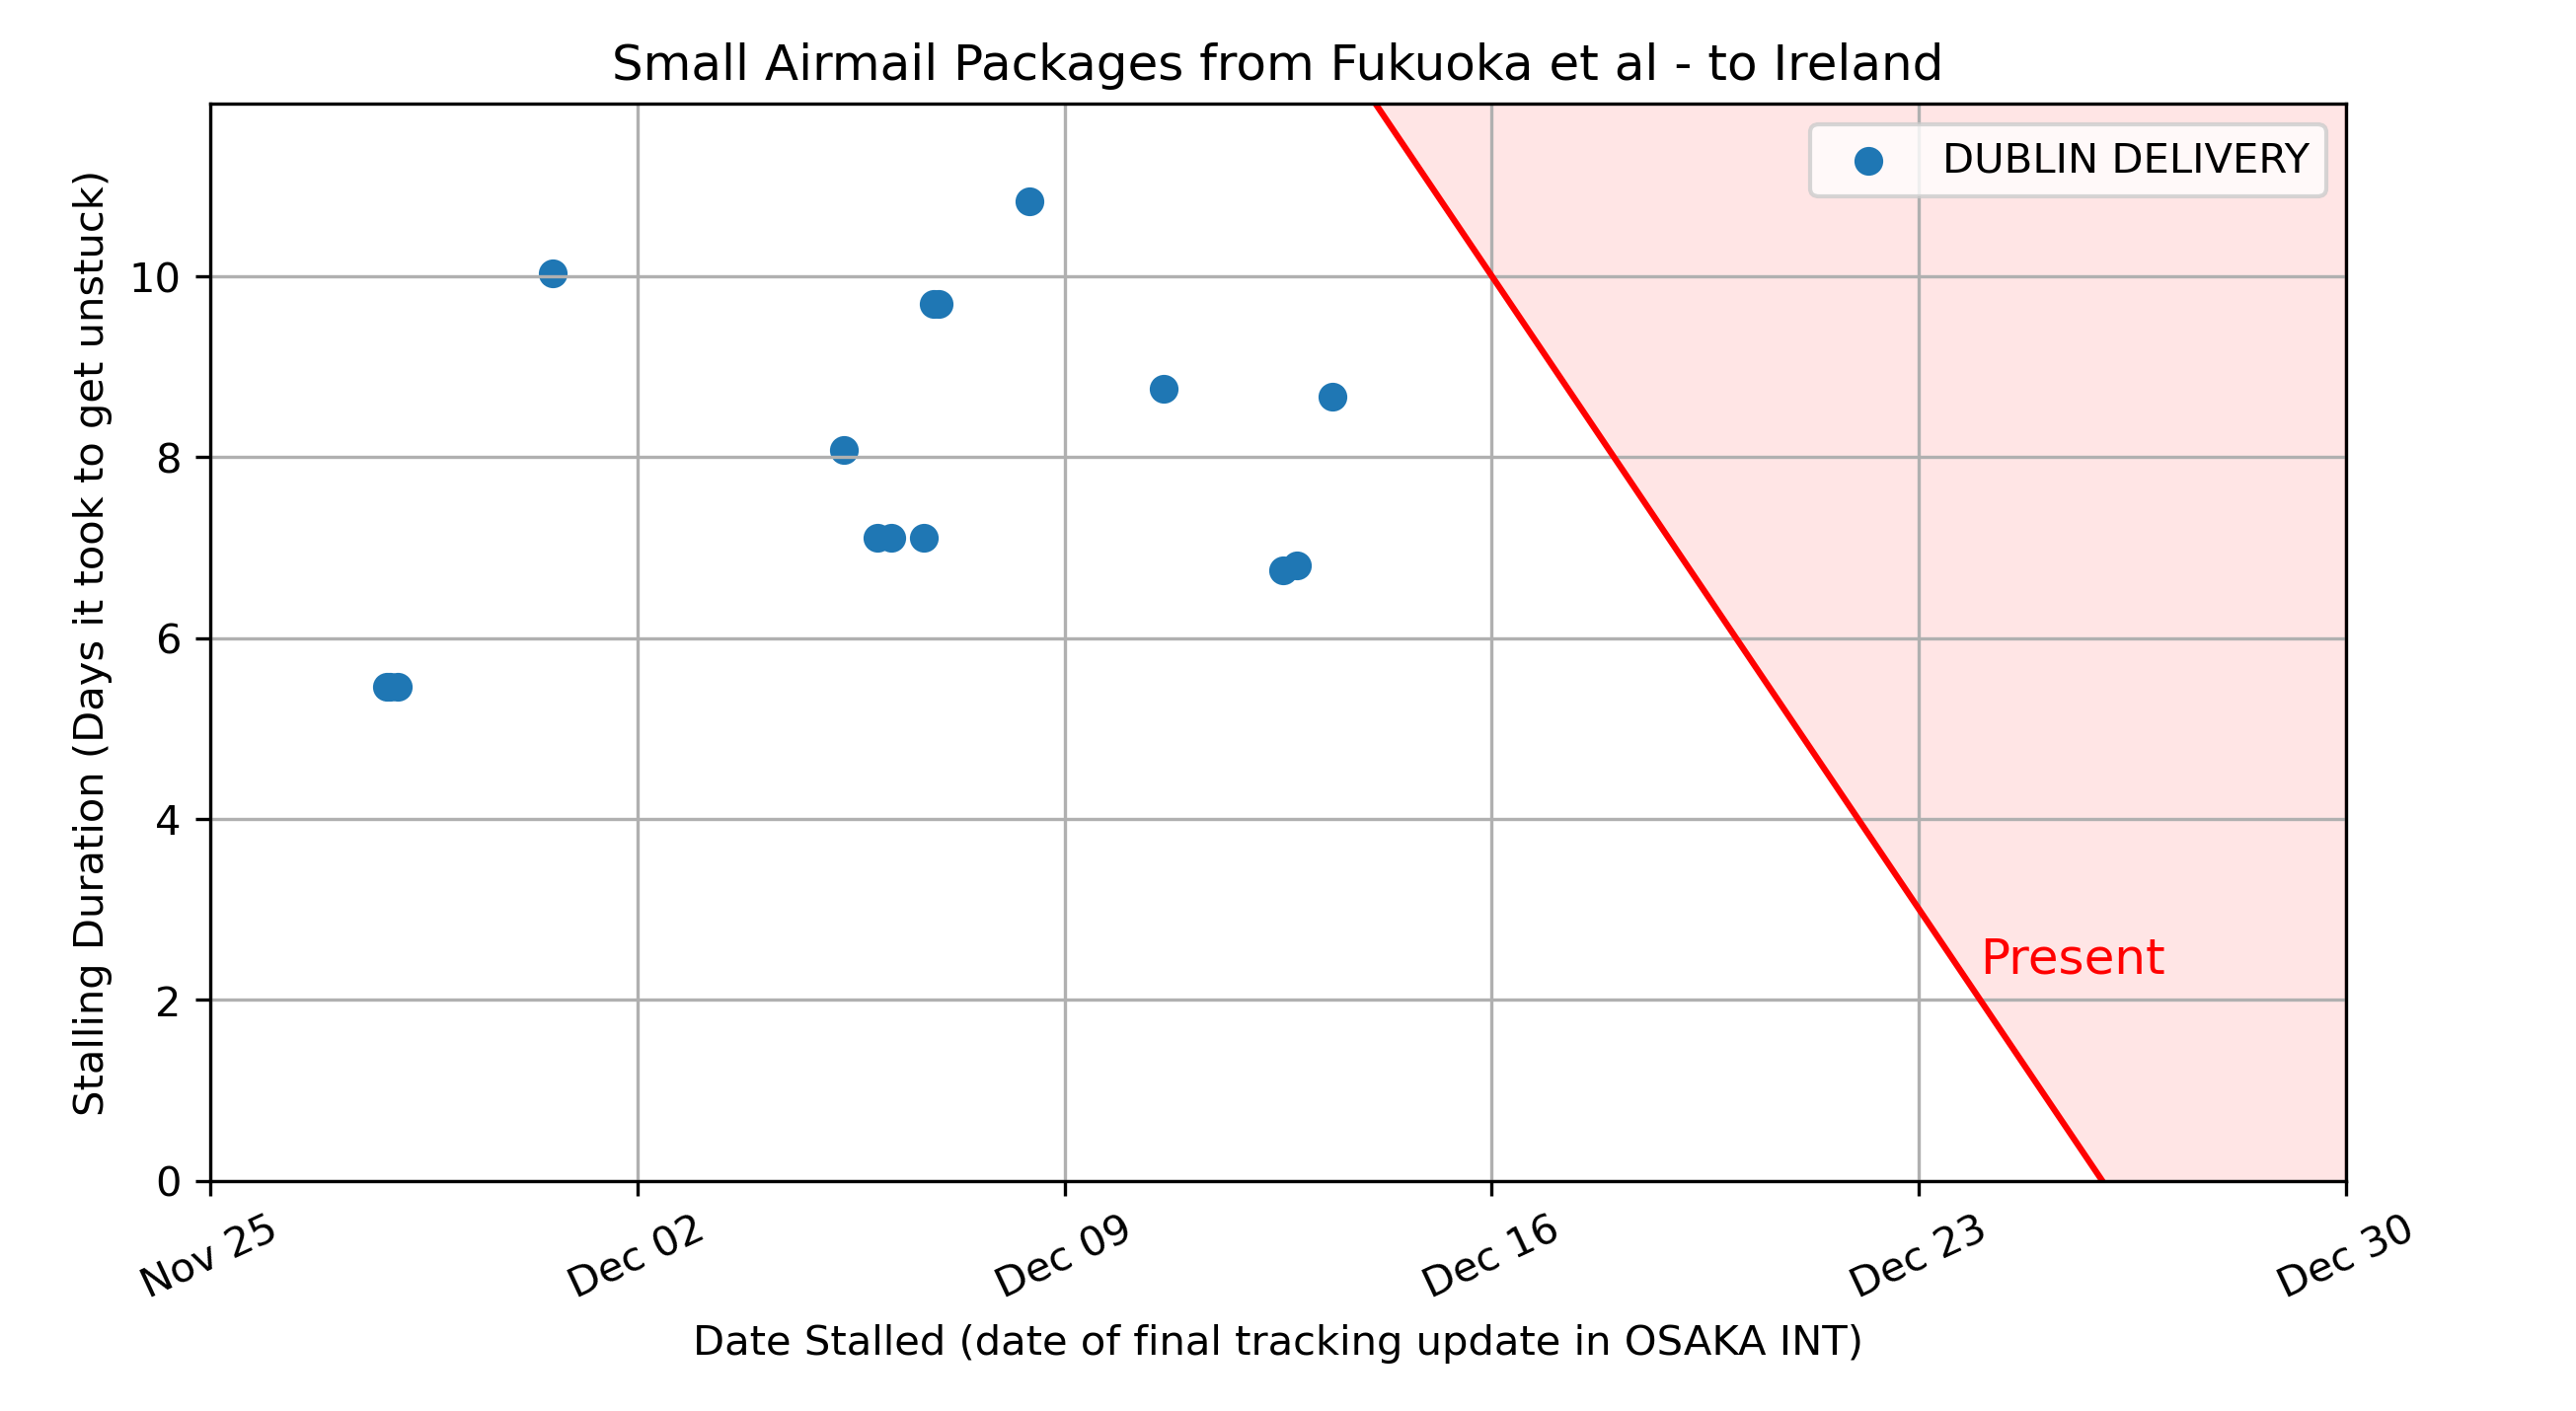 Small Airmail Packages from Fukuoka et al - to Ireland
DUBLIN DELIVERY
Stalling Duration (Days it took to get unstuck)
10
8
6
4
2
0
Present
Nov 25
Dec 02
Dec 09
Dec 16
Dec 23
Dec 30
Date Stalled (date of final tracking update in OSAKA INT)